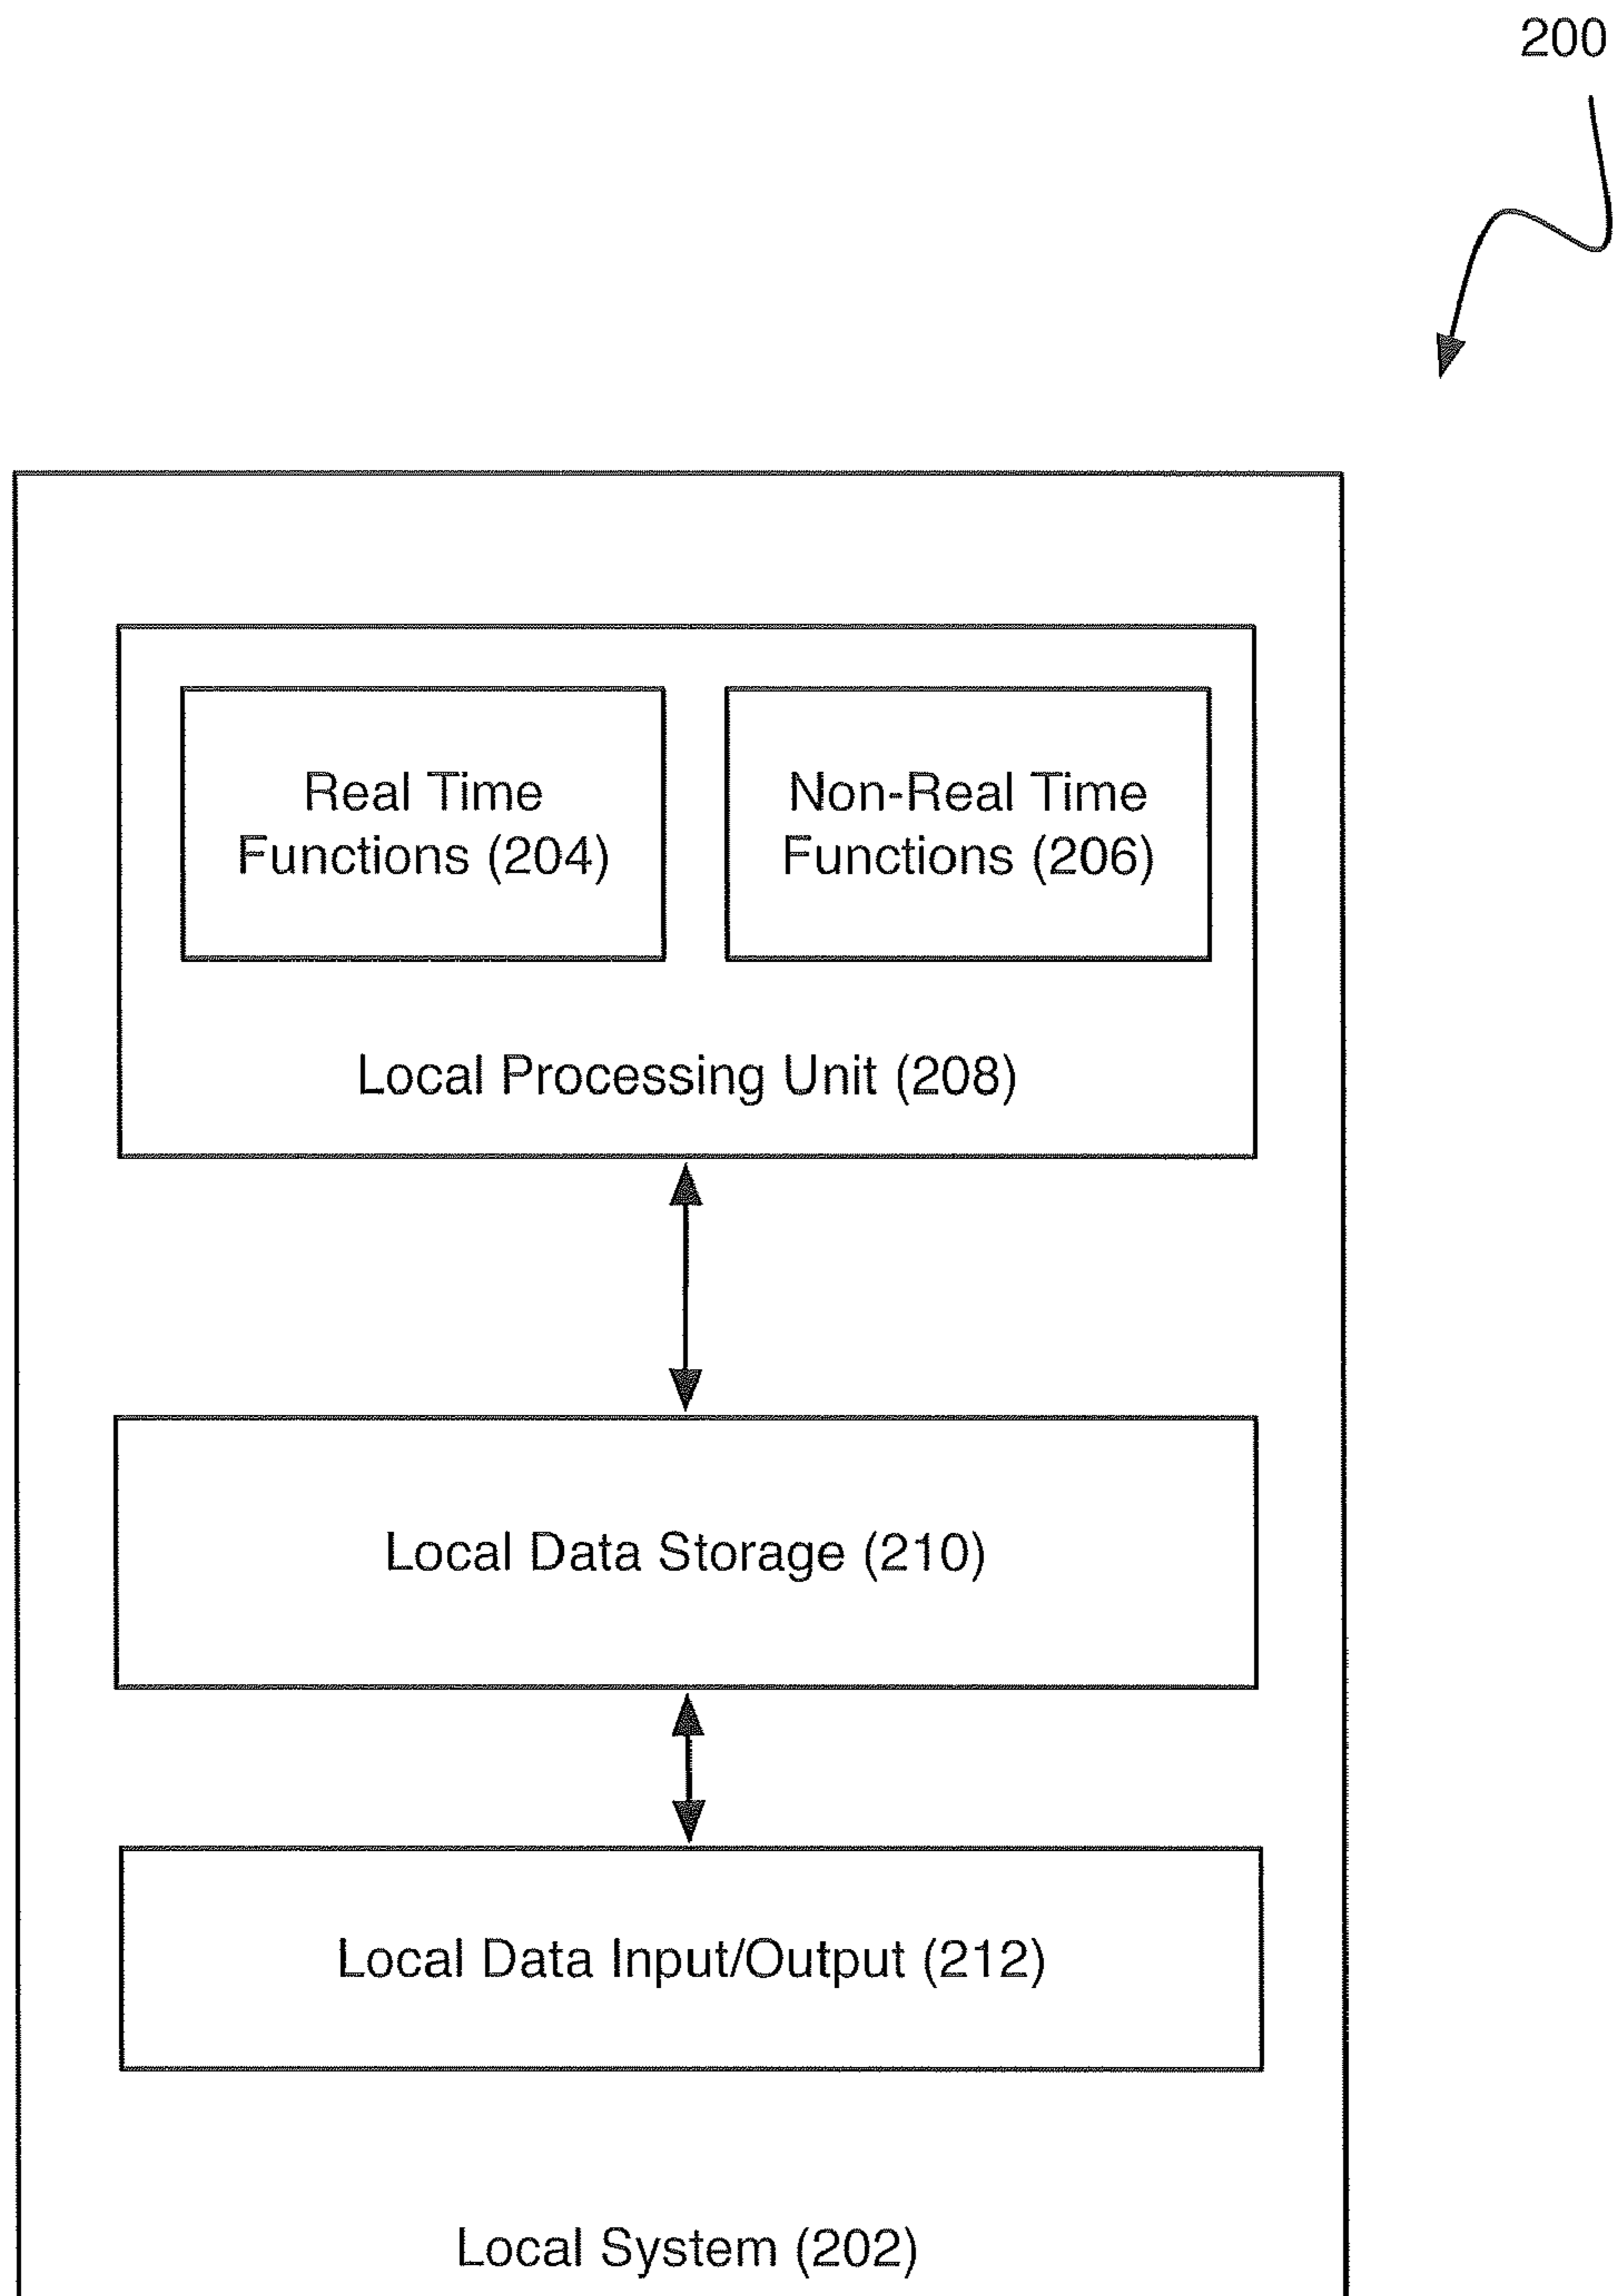 200
Real Time
Functions (204)
Non-Real Time
Functions (206)
Local Processing Unit (208)
Local Data Storage (210)
Local Data Input/Output (212)
Local System (202)